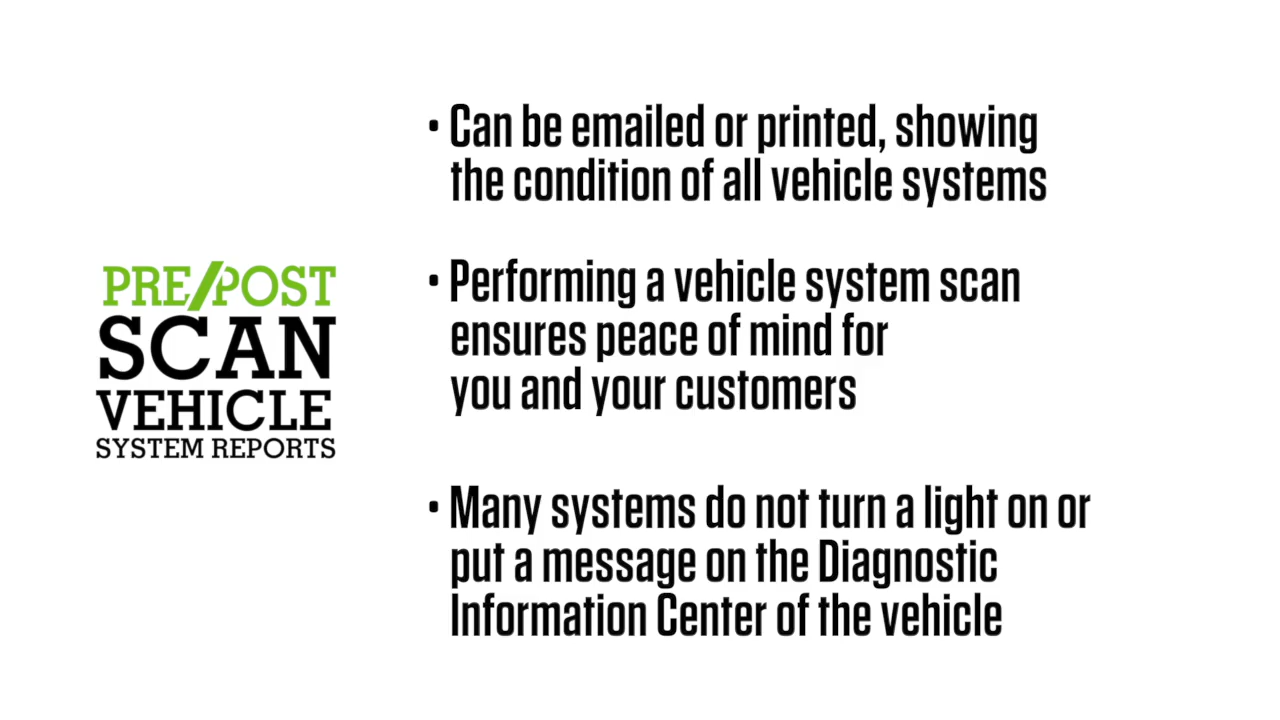 PRE/POST
SCAN
VEHICLE
SYSTEM REPORTS
• Can be emailed or printed, showing
the condition of all vehicle systems
• Performing a vehicle system scan
ensures peace of mind for
you and your customers
• Many systems do not turn a light on or
put a message on the Diagnostic
Information Center of the vehicle